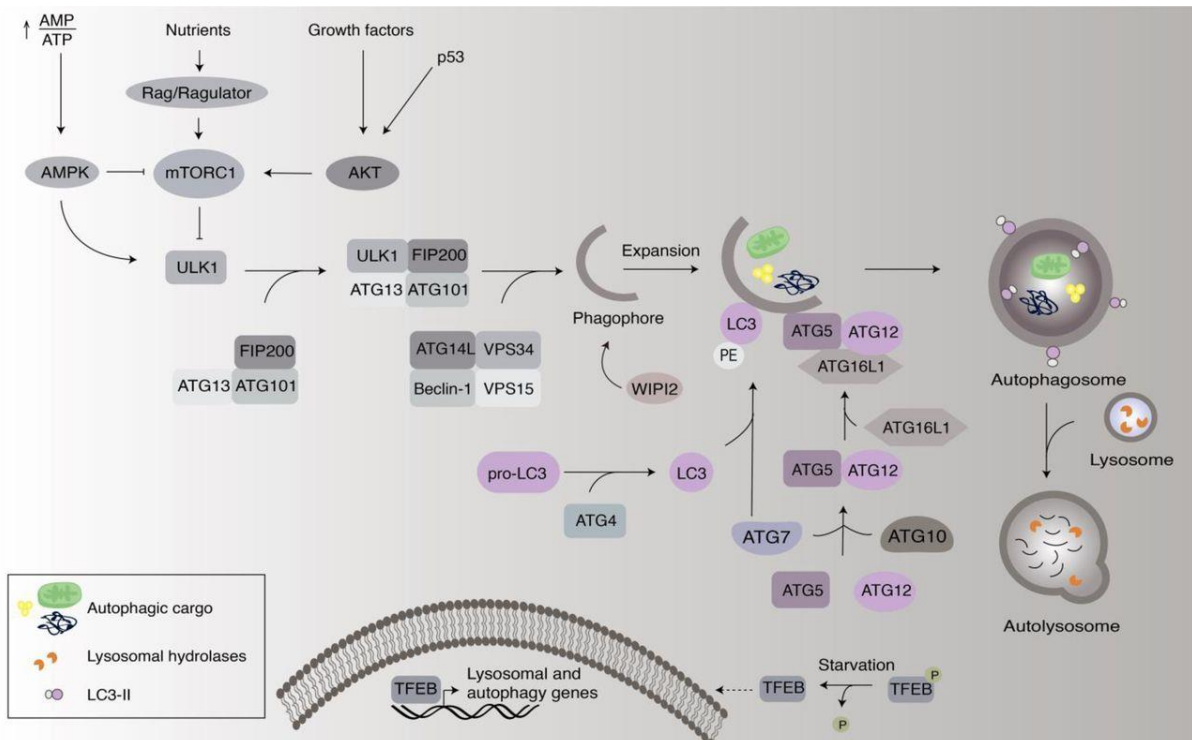 ↑ AMP
ATP
Nutrients
Growth factors
p53
Rag/Ragulator
AMPK
mTORC1
AKT
ULK1
ULK1
FIP200
ATG13
ATG101
Expansion
Phagophore
FIP200
ATG13
ATG101
ATG14L
VPS34
Beclin-1
VPS15
WIPI2
LC3
PE
ATG5
ATG12
ATG16L1
Autophagosome
ATG16L1
Lysosome
pro-LC3
LC3
ATG5
ATG12
ATG4
ATG7
ATG10
ATG5
ATG12
Autolysosome
Autophagic cargo
Lysosomal hydrolases
LC3-II
TFEB
Lysosomal and
autophagy genes
Starvation
TFEB
TFEB
P
P